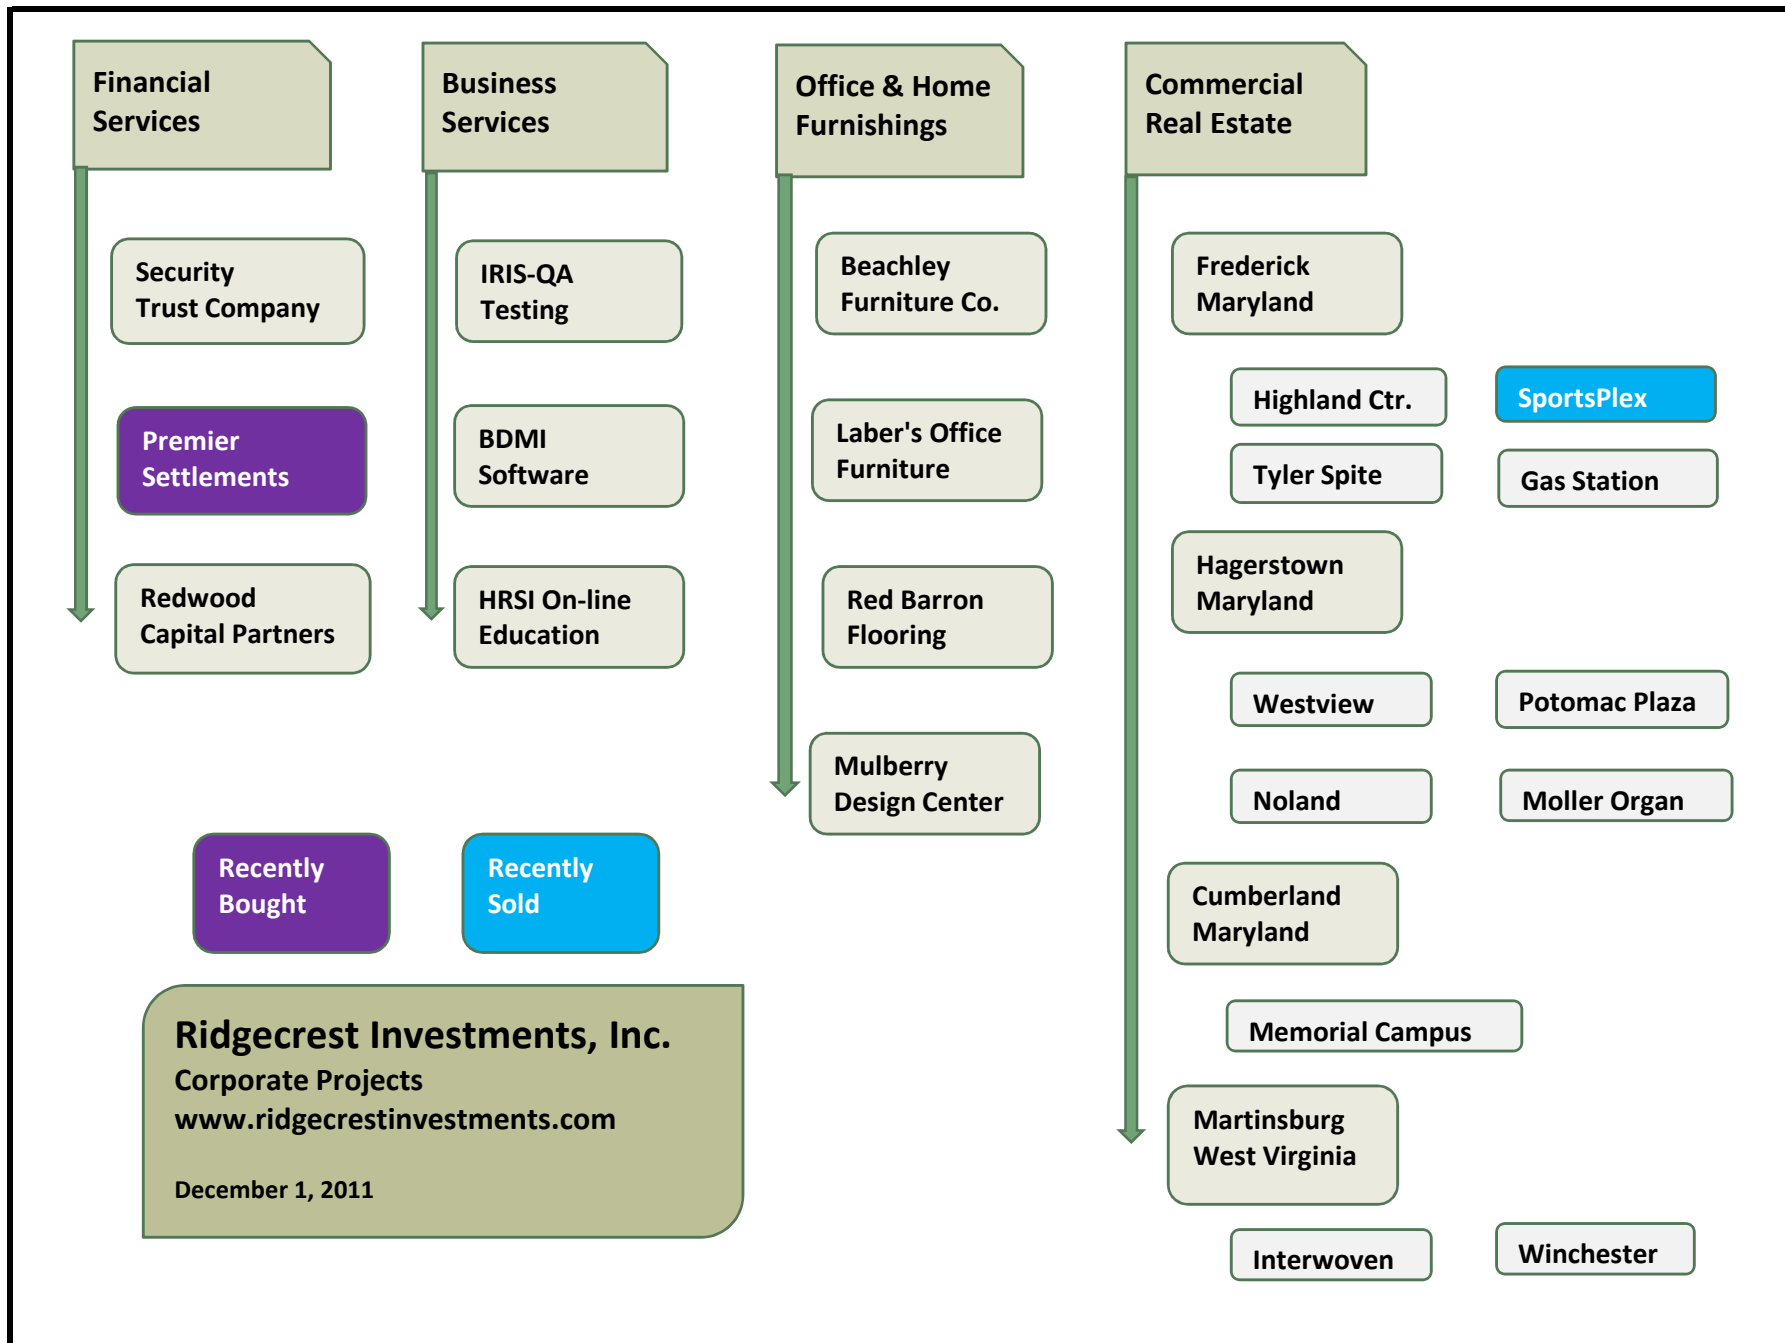 Financial
Services
Business
Services
Office & Home
Furnishings
Commercial
Real Estate
Security
Trust Company
Premier
Settlements
Redwood
Capital Partners
IRIS-QA
Testing
BDMI
Software
HRSI On-line
Education
Beachley
Furniture Co.
Laber's Office
Furniture
Red Barron
Flooring
Mulberry
Design Center
Frederick
Maryland
Highland Ctr.
SportsPlex
Tyler Spite
Gas Station
Hagerstown
Maryland
Westview
Potomac Plaza
Noland
Moller Organ
Cumberland
Maryland
Memorial Campus
Martinsburg
West Virginia
Interwoven
Winchester
Recently
Bought
Recently
Sold
Ridgecrest Investments, Inc.
Corporate Projects
www.ridgecrestinvestments.com
December 1, 2011